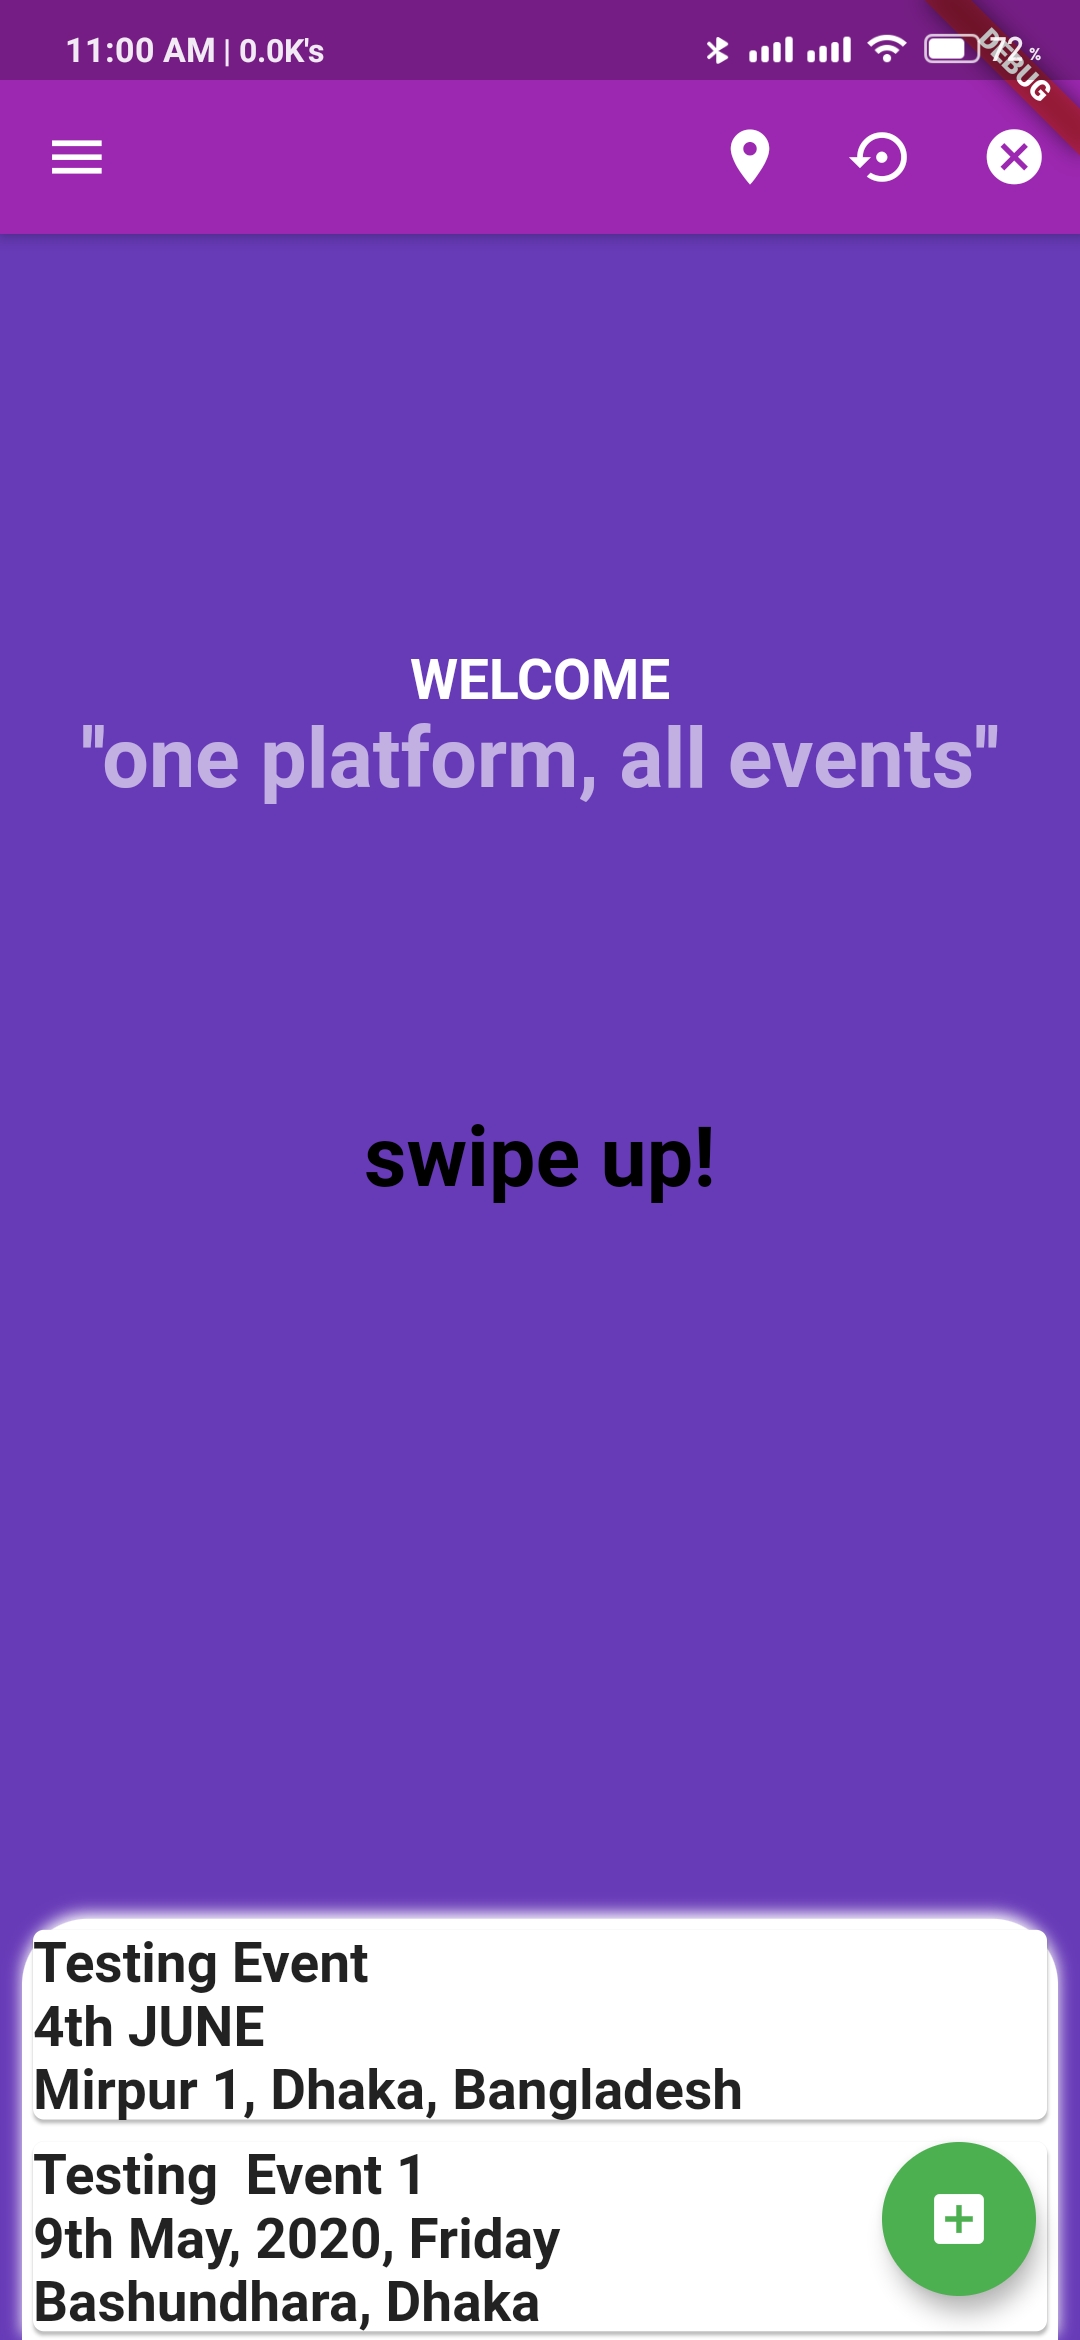 11:00 AM | 0.0K's
72 %
DEBUG
WELCOME
"one platform, all events"
swipe up!
Testing Event
4th JUNE
Mirpur 1, Dhaka, Bangladesh
Testing  Event 1
9th May, 2020, Friday
Bashundhara, Dhaka